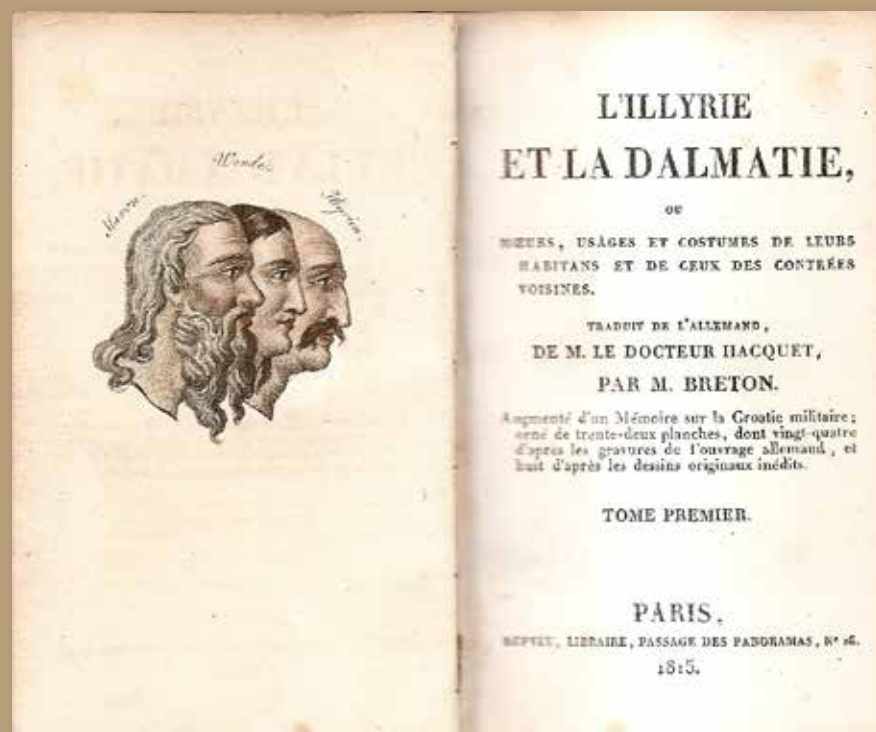 Wende.
Illyrien.
L'ILLYRIE
ET LA DALMATIE,
OU
MŒURS, USAGES ET COSTUMES DE LEURS
HABITANS ET DE CEUX DES CONTRÉES
VOISINES.
TRADUIT DE L'ALLEMAND,
DE M. LE DOCTEUR HACQUET,
PAR M. BRETON.
Augmenté d'un Mémoire sur la Croatie militaire;
orné de trente-deux planches, dont vingt-quatre
d'après les gravures de l'ouvrage allemand, et
huit d'après les dessins originaux inédits.
TOME PREMIER.
PARIS,
NEPVEU, LIBRAIRE, PASSAGE DES PANORAMAS, Nº 26.
1815.